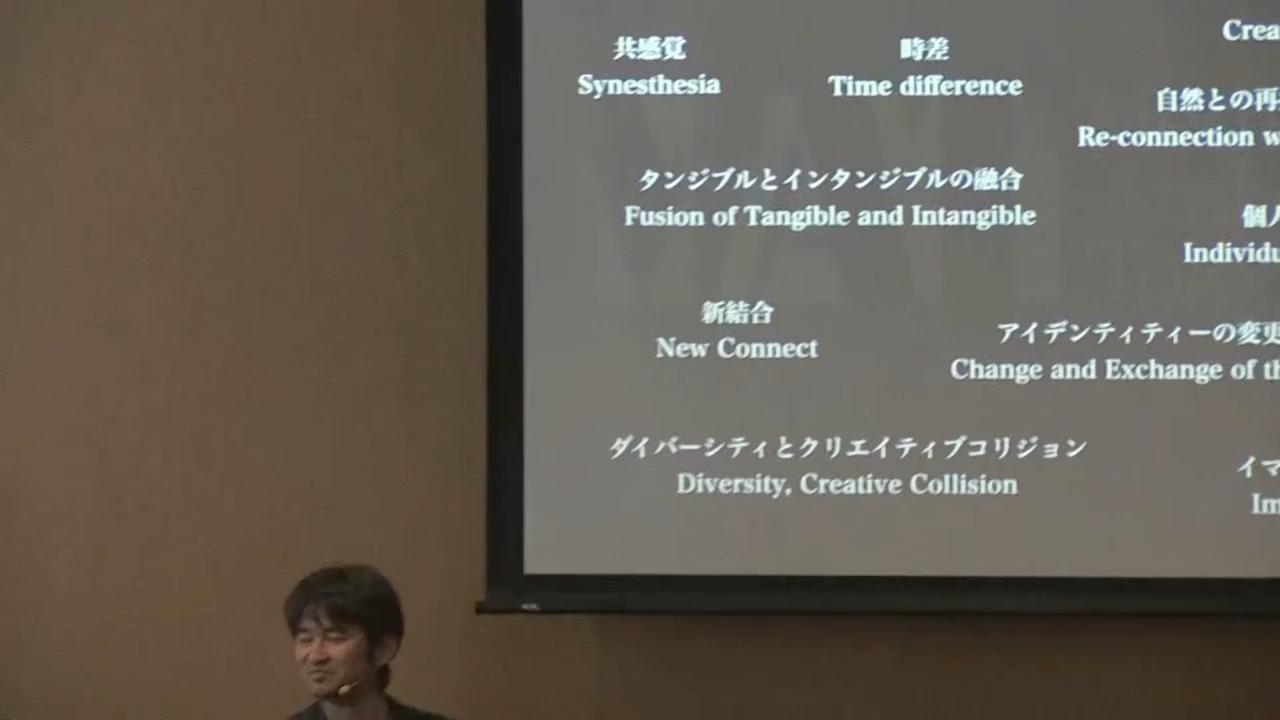 Crea
共感覚
時差
Synesthesia
Time difference
自然との再
Re-connection w
タンジブルとインタンジブルの融合
Fusion of Tangible and Intangible
個人
Individu
新結合
New Connect
アイデンティティーの変更
Change and Exchange of th
ダイバーシティとクリエイティブコリジョン
Diversity, Creative Collision
イマ
Im